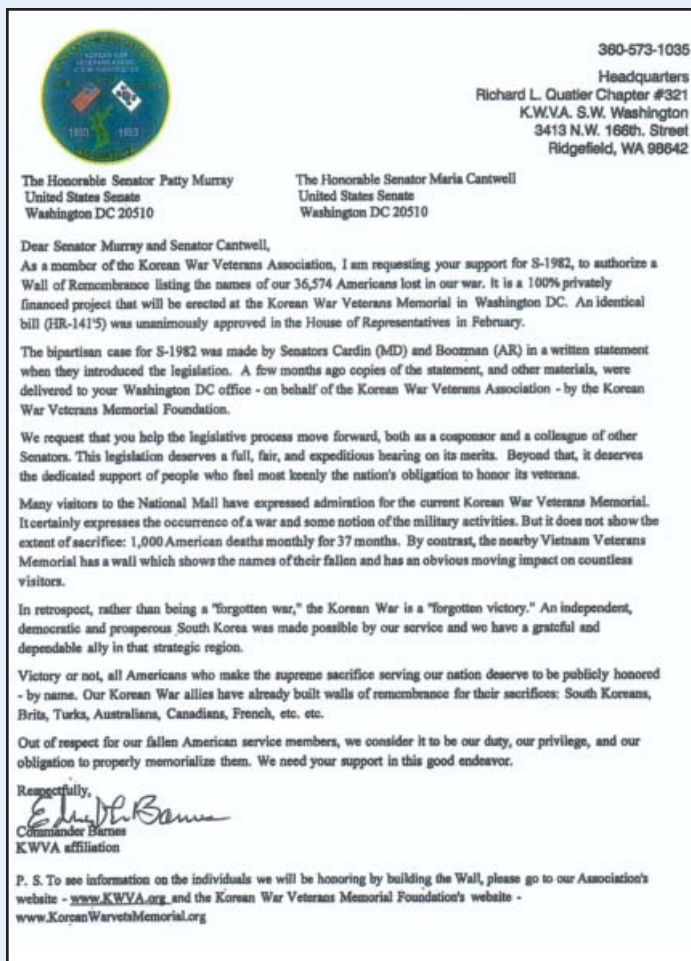 KOREAN WAR
VETERANS ASSOC.
1950 1953
360-573-1035
Headquarters
Richard L. Quatier Chapter #321
K.W.V.A. S.W. Washington
3413 N.W. 166th. Street
Ridgefield, WA 98642
The Honorable Senator Patty Murray
United States Senate
Washington DC 20510
The Honorable Senator Maria Cantwell
United States Senate
Washington DC 20510
Dear Senator Murray and Senator Cantwell,
As a member of the Korean War Veterans Association, I am requesting your support for S-1982, to authorize a
Wall of Remembrance listing the names of our 36,574 Americans lost in our war. It is a 100% privately
financed project that will be erected at the Korean War Veterans Memorial in Washington DC. An identical
bill (HR-141'5) was unanimously approved in the House of Representatives in February.
The bipartisan case for S-1982 was made by Senators Cardin (MD) and Boozman (AR) in a written statement
when they introduced the legislation. A few months ago copies of the statement, and other materials, were
delivered to your Washington DC office - on behalf of the Korean War Veterans Association - by the Korean
War Veterans Memorial Foundation.
We request that you help the legislative process move forward, both as a cosponsor and a colleague of other
Senators. This legislation deserves a full, fair, and expeditious hearing on its merits. Beyond that, it deserves
the dedicated support of people who feel most keenly the nation's obligation to honor its veterans.
Many visitors to the National Mall have expressed admiration for the current Korean War Veterans Memorial.
It certainly expresses the occurrence of a war and some notion of the military activities. But it does not show the
extent of sacrifice: 1,000 American deaths monthly for 37 months. By contrast, the nearby Vietnam Veterans
Memorial has a wall which shows the names of their fallen and has an obvious moving impact on countless
visitors.
In retrospect, rather than being a "forgotten war," the Korean War is a "forgotten victory." An independent,
democratic and prosperous South Korea was made possible by our service and we have a grateful and
dependable ally in that strategic region.
Victory or not, all Americans who make the supreme sacrifice serving our nation deserve to be publicly honored
- by name. Our Korean War allies have already built walls of remembrance for their sacrifices: South Koreans,
Brits, Turks, Australians, Canadians, French, etc. etc.
Out of respect for our fallen American service members, we consider it to be our duty, our privilege, and our
obligation to properly memorialize them. We need your support in this good endeavor.
Respectfully,
Commander Barnes
KWVA affiliation
P. S. To see information on the individuals we will be honoring by building the Wall, please go to our Association's
website - www.KWVA.org and the Korean War Veterans Memorial Foundation's website -
www.KoreanWarvetsMemorial.org